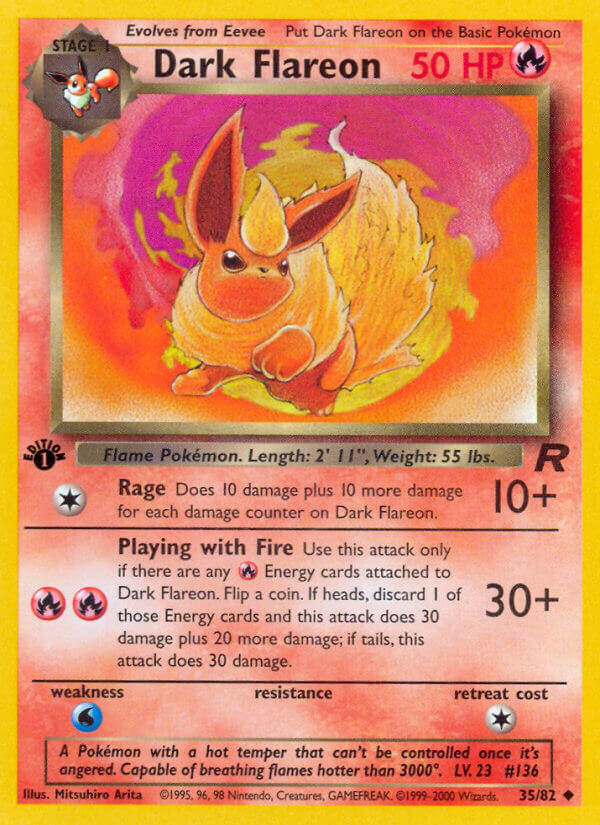 Evolves from Eevee Put Dark Flareon on the Basic Pokémon
STAGE 1
Dark Flareon 50 HP
EDITION
1
Flame Pokémon. Length: 2' 11", Weight: 55 lbs.
R
Rage Does 10 damage plus 10 more damage
for each damage counter on Dark Flareon.
10+
Playing with Fire Use this attack only
if there are any Energy cards attached to
Dark Flareon. Flip a coin. If heads, discard 1 of
those Energy cards and this attack does 30
damage plus 20 more damage; if tails, this
attack does 30 damage.
30+
weakness resistance retreat cost
A Pokémon with a hot temper that can't be controlled once it's
angered. Capable of breathing flames hotter than 3000°. LV. 23 #136
Illus. Mitsuhiro Arita ©1995, 96, 98 Nintendo, Creatures, GAMEFREAK. ©1999-2000 Wizards. 35/82